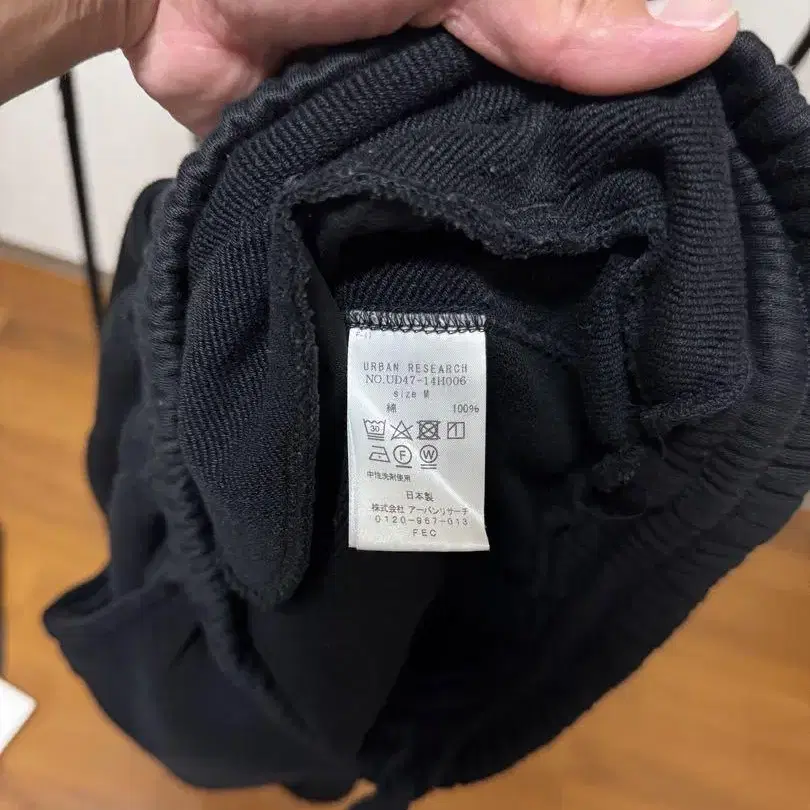 URBAN RESEARCH
NO.UD47-14H006
size M
綿 100%
30
F W
中性洗剤使用
日本製
株式会社 アーバンリサーチ
0120-967-013
FEC